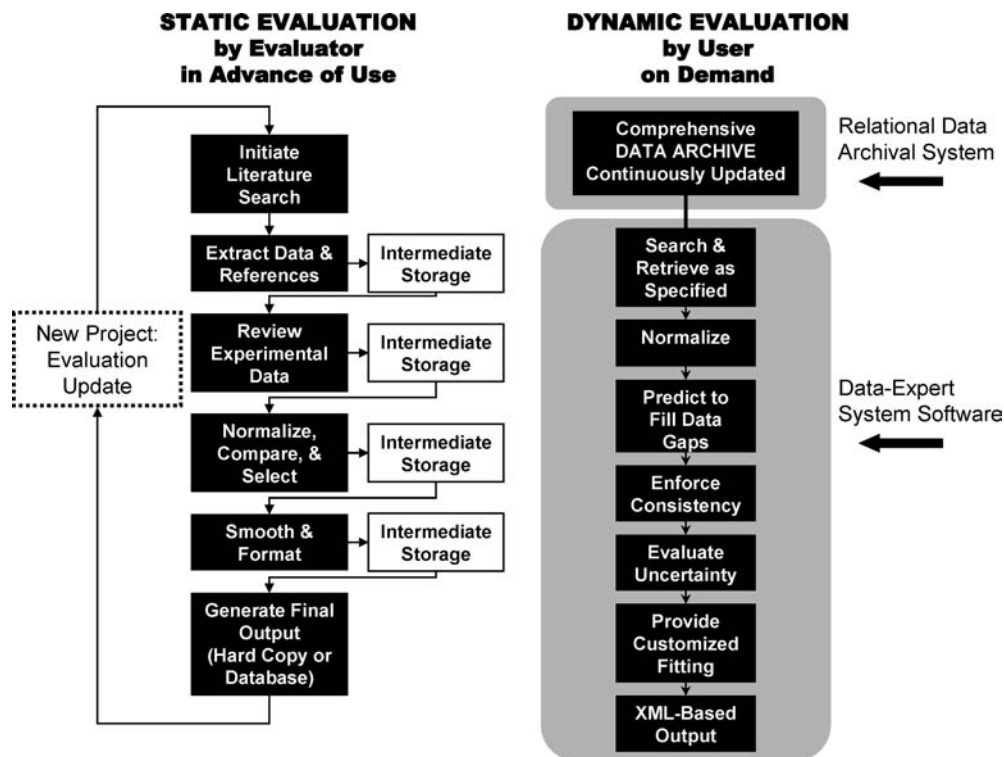 STATIC EVALUATION
by Evaluator
in Advance of Use
Initiate
Literature
Search
Extract Data &
References
Intermediate
Storage
Review
Experimental
Data
Intermediate
Storage
Normalize,
Compare, &
Select
Intermediate
Storage
Smooth &
Format
Intermediate
Storage
Generate Final
Output
(Hard Copy or
Database)
New Project:
Evaluation
Update
DYNAMIC EVALUATION
by User
on Demand
Comprehensive
DATA ARCHIVE
Continuously Updated
Relational Data
Archival System
Search &
Retrieve as
Specified
Normalize
Predict to
Fill Data
Gaps
Enforce
Consistency
Evaluate
Uncertainty
Provide
Customized
Fitting
XML-Based
Output
Data-Expert
System Software